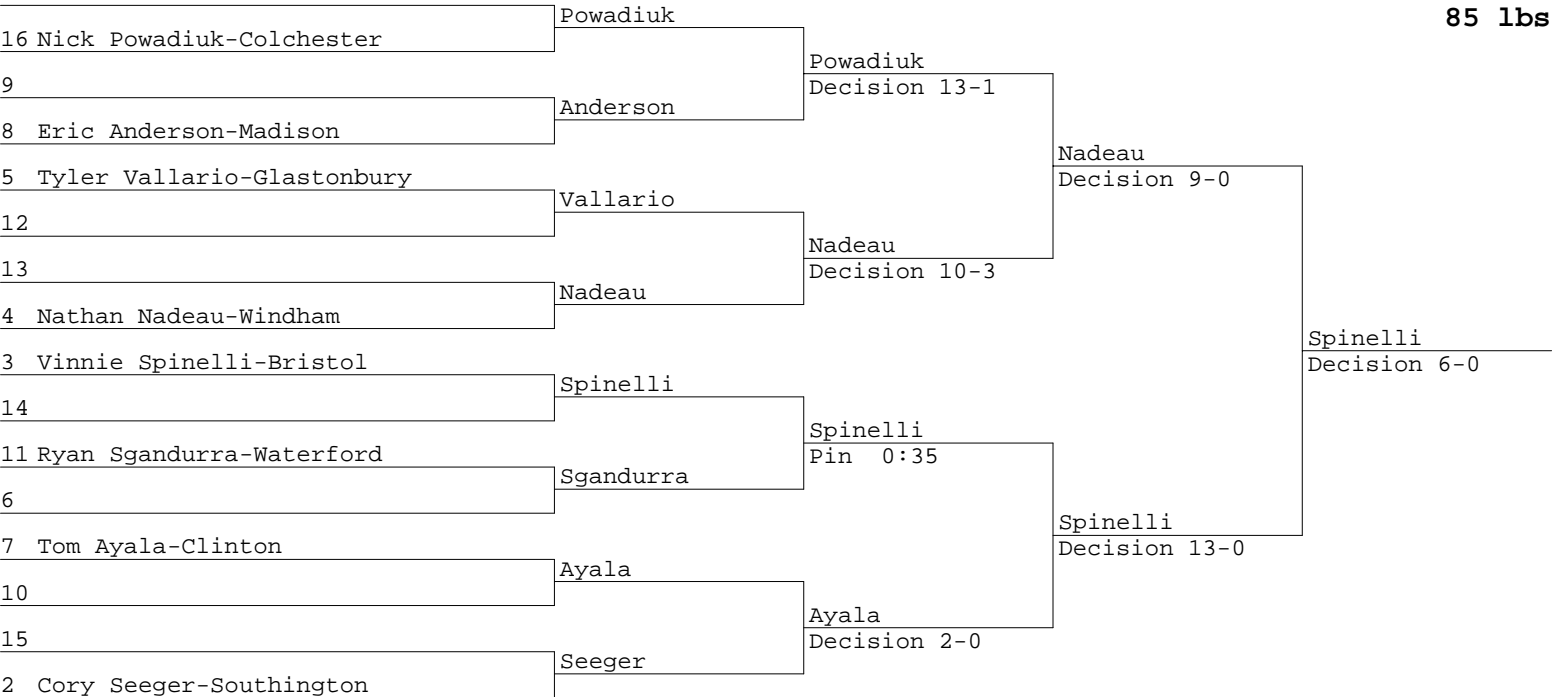 85 lbs
16 Nick Powadiuk-Colchester
9
8 Eric Anderson-Madison
5 Tyler Vallario-Glastonbury
12
13
4 Nathan Nadeau-Windham
3 Vinnie Spinelli-Bristol
14
11 Ryan Sgandurra-Waterford
6
7 Tom Ayala-Clinton
10
15
2 Cory Seeger-Southington
Powadiuk
Anderson
Vallario
Nadeau
Spinelli
Sgandurra
Ayala
Seeger
Powadiuk
Decision 13-1
Nadeau
Decision 10-3
Spinelli
Pin 0:35
Ayala
Decision 2-0
Nadeau
Decision 9-0
Spinelli
Decision 13-0
Spinelli
Decision 6-0